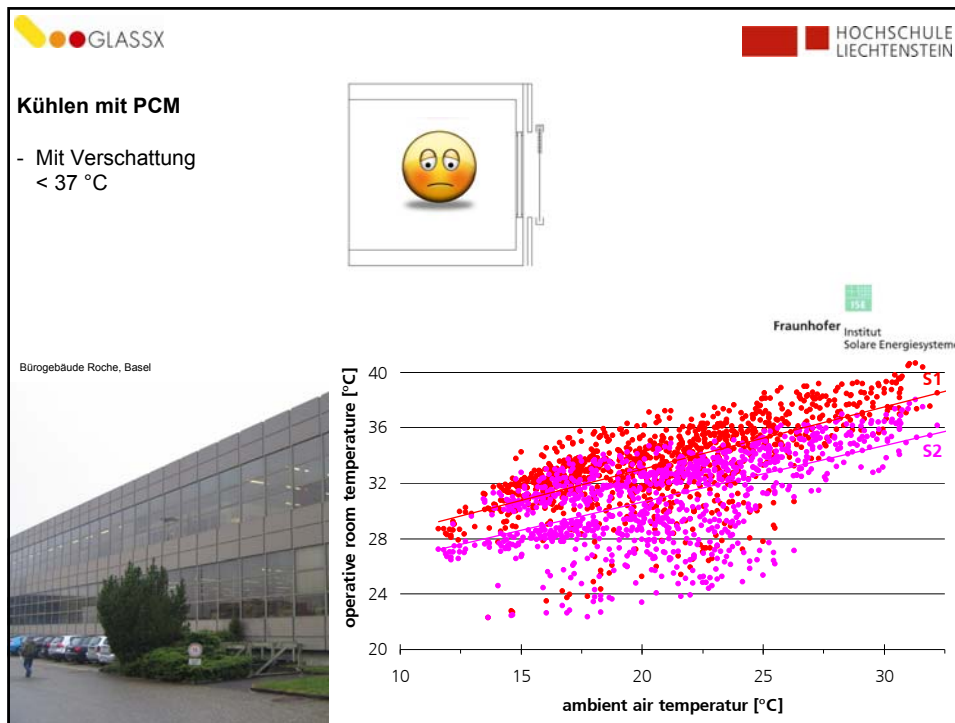 GLASSX
HOCHSCHULE
LIECHTENSTEIN
Kühlen mit PCM
- Mit Verschattung
< 37 °C
ISE
Fraunhofer Institut
Solare Energiesysteme
Bürogebäude Roche, Basel
operative room temperature [°C]
40
36
32
28
24
20
S1
S2
10 15 20 25 30
ambient air temperatur [°C]